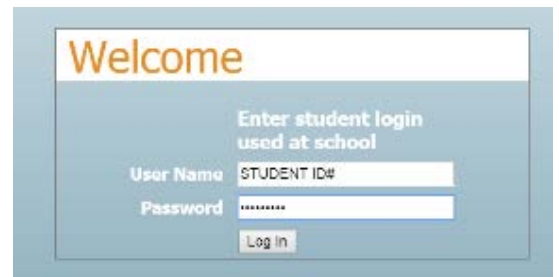 Welcome
Enter student login
used at school
User Name STUDENT ID#
Password ••••••••
Log In